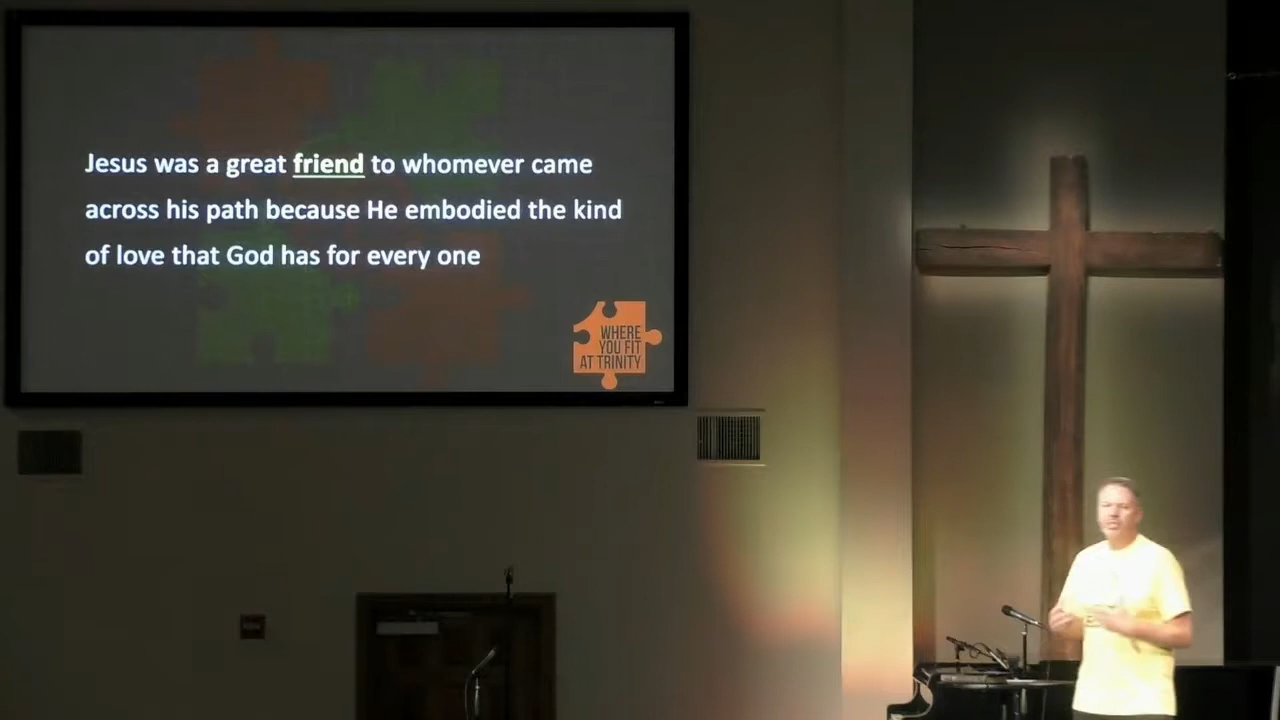 Jesus was a great friend to whomever came
across his path because He embodied the kind
of love that God has for every one
WHERE
YOU FIT
AT TRINITY